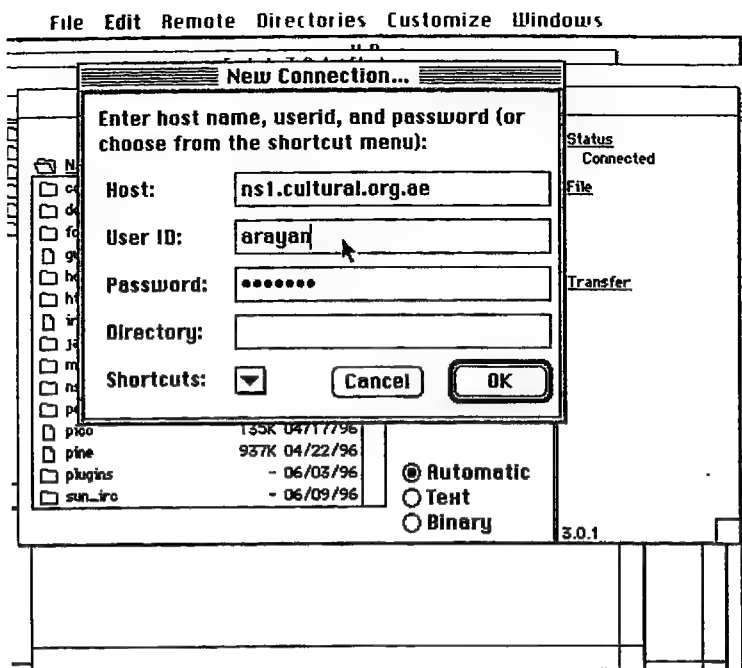 File Edit Remote Directories Customize Windows
New Connection...
Enter host name, userid, and password (or
choose from the shortcut menu):
Host: ns1.cultural.org.ae
User ID: arayan
Password: •••••••
Directory:
Shortcuts:
Cancel OK
Status
Connected
File
Transfer
pico 135K 04/17/96
pine 937K 04/22/96
plugins - 06/03/96
sun_irc - 06/09/96
Automatic
Text
Binary
3.0.1